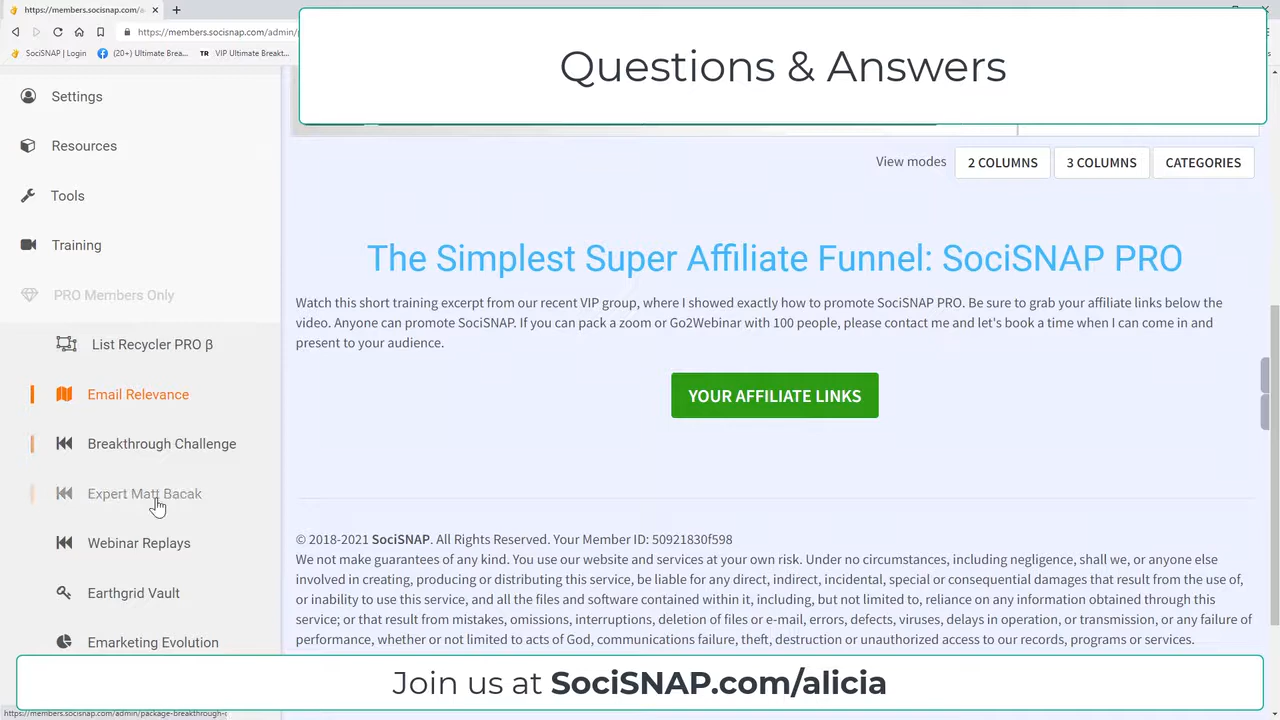 https://members.socisnap.com/a
https://members.socisnap.com/admin/
SociSNAP | Login
(20+) Ultimate Brea...
TR VIP Ultimate Breakt...
Questions & Answers
Settings
Resources
Tools
Training
PRO Members Only
List Recycler PRO β
Email Relevance
Breakthrough Challenge
Expert Matt Bacak
Webinar Replays
Earthgrid Vault
Emarketing Evolution
View modes
2 COLUMNS
3 COLUMNS
CATEGORIES
The Simplest Super Affiliate Funnel: SociSNAP PRO
Watch this short training excerpt from our recent VIP group, where I showed exactly how to promote SociSNAP PRO. Be sure to grab your affiliate links below the
video. Anyone can promote SociSNAP. If you can pack a zoom or Go2Webinar with 100 people, please contact me and let's book a time when I can come in and
present to your audience.
YOUR AFFILIATE LINKS
© 2018-2021 SociSNAP. All Rights Reserved. Your Member ID: 50921830f598
We not make guarantees of any kind. You use our website and services at your own risk. Under no circumstances, including negligence, shall we, or anyone else
involved in creating, producing or distributing this service, be liable for any direct, indirect, incidental, special or consequential damages that result from the use of,
or inability to use this service, and all the files and software contained within it, including, but not limited to, reliance on any information obtained through this
service; or that result from mistakes, omissions, interruptions, deletion of files or e-mail, errors, defects, viruses, delays in operation, or transmission, or any failure of
performance, whether or not limited to acts of God, communications failure, theft, destruction or unauthorized access to our records, programs or services.
Join us at SociSNAP.com/alicia
https://members.socisnap.com/admin/package-breakthrough-c